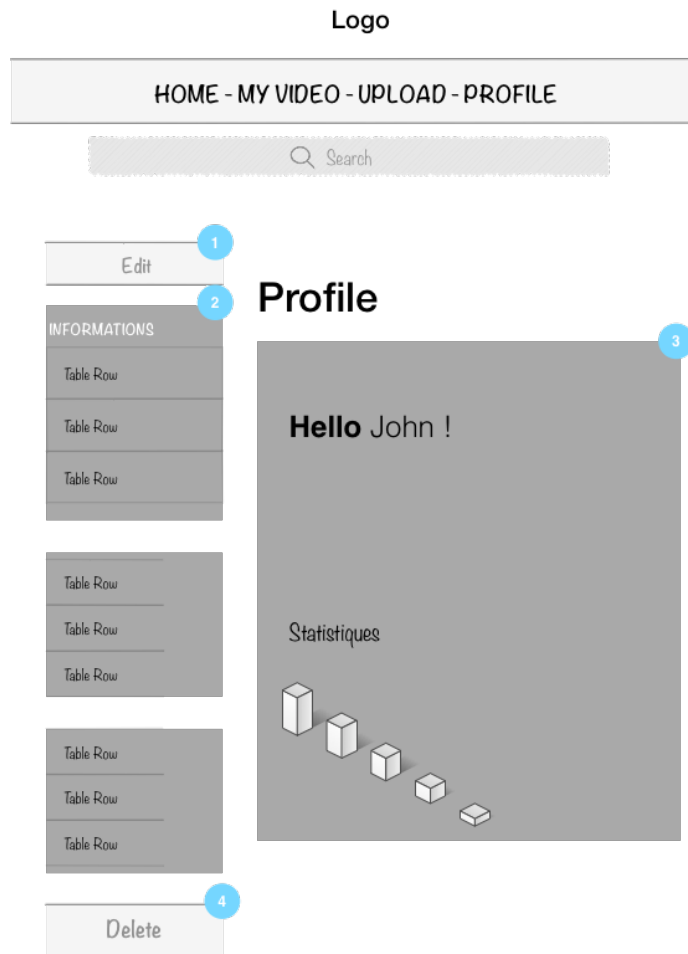 Logo
HOME - MY VIDEO - UPLOAD - PROFILE
Search
1
Edit
2
INFORMATIONS
Table Row
Table Row
Table Row
Table Row
Table Row
Table Row
Table Row
Table Row
Table Row
4
Delete
Profile
3
Hello John !
Statistiques